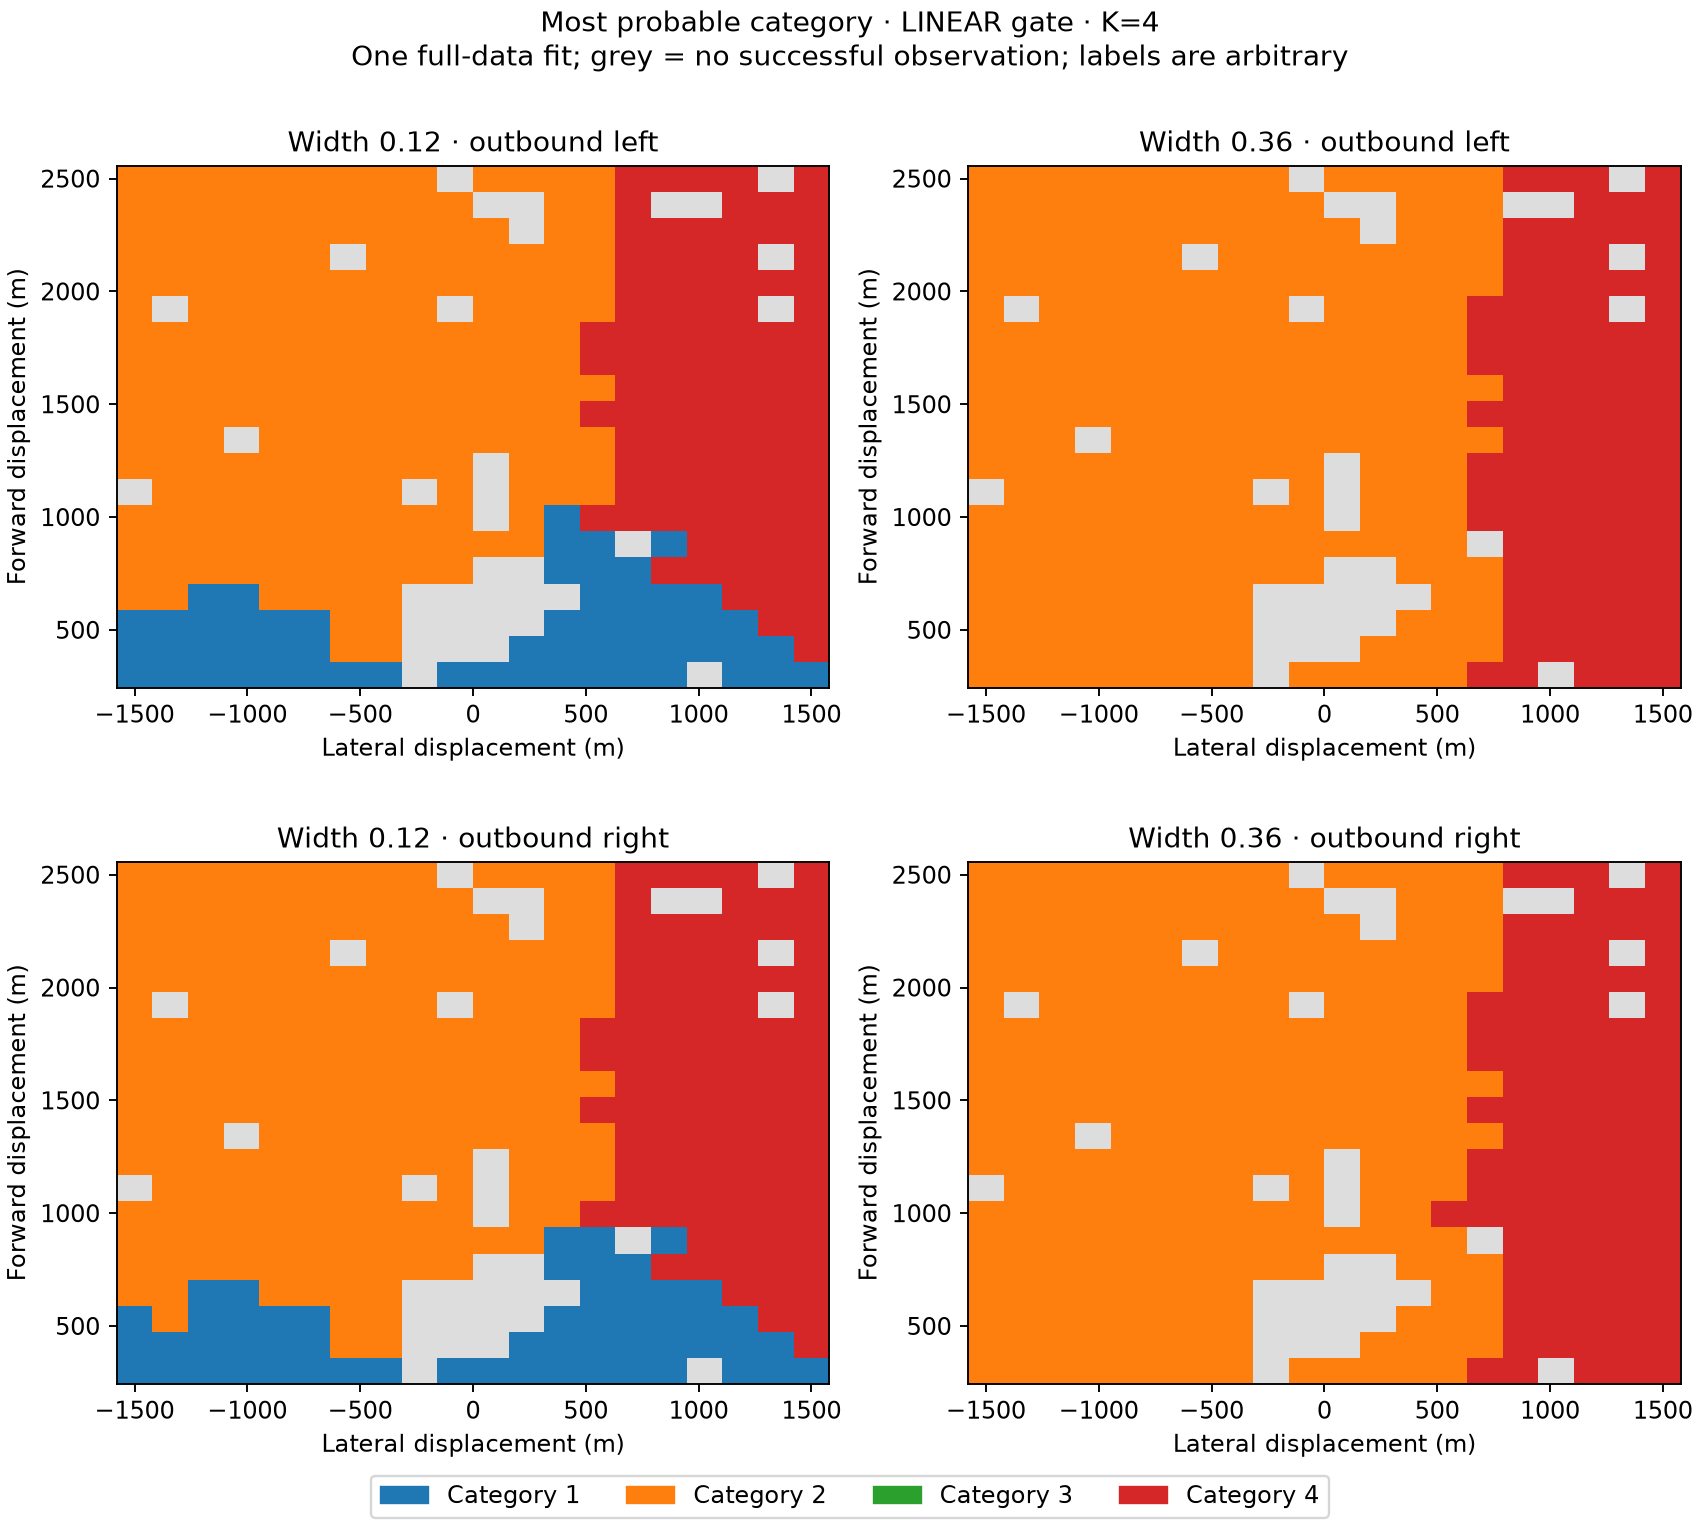 Most probable category · LINEAR gate · K=4
One full-data fit; grey = no successful observation; labels are arbitrary
Width 0.12 · outbound left
2500
2000
1500
1000
500
Forward displacement (m)
−1500 −1000 −500 0 500 1000 1500
Lateral displacement (m)
Width 0.36 · outbound left
2500
2000
1500
1000
500
Forward displacement (m)
−1500 −1000 −500 0 500 1000 1500
Lateral displacement (m)
Width 0.12 · outbound right
2500
2000
1500
1000
500
Forward displacement (m)
−1500 −1000 −500 0 500 1000 1500
Lateral displacement (m)
Width 0.36 · outbound right
2500
2000
1500
1000
500
Forward displacement (m)
−1500 −1000 −500 0 500 1000 1500
Lateral displacement (m)
Category 1 Category 2 Category 3 Category 4